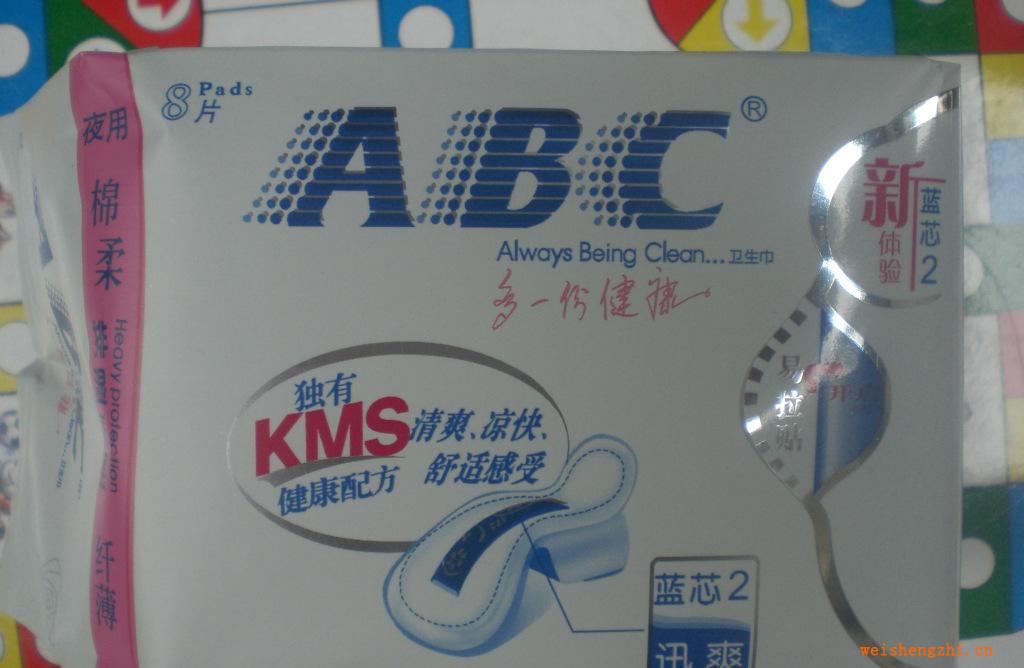 8 Pads
片
ABC®
Always Being Clean... 卫生巾
多一份健康。
夜用
棉柔
Heavy protection
纤薄
新
体验
蓝芯2
易拉贴
独有
KMS
健康配方
清爽、凉快、
舒适感受
蓝芯2
迅爽
weishengzhi.cn